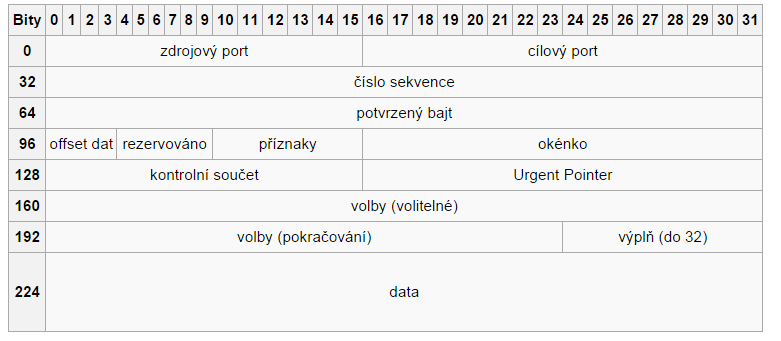 Bity 0 1 2 3 4 5 6 7 8 9 10 11 12 13 14 15 16 17 18 19 20 21 22 23 24 25 26 27 28 29 30 31
0 zdrojový port cílový port
32 číslo sekvence
64 potvrzený bajt
96 offset dat rezervováno příznaky okénko
128 kontrolní součet Urgent Pointer
160 volby (volitelné)
192 volby (pokračování) výplň (do 32)
224 data